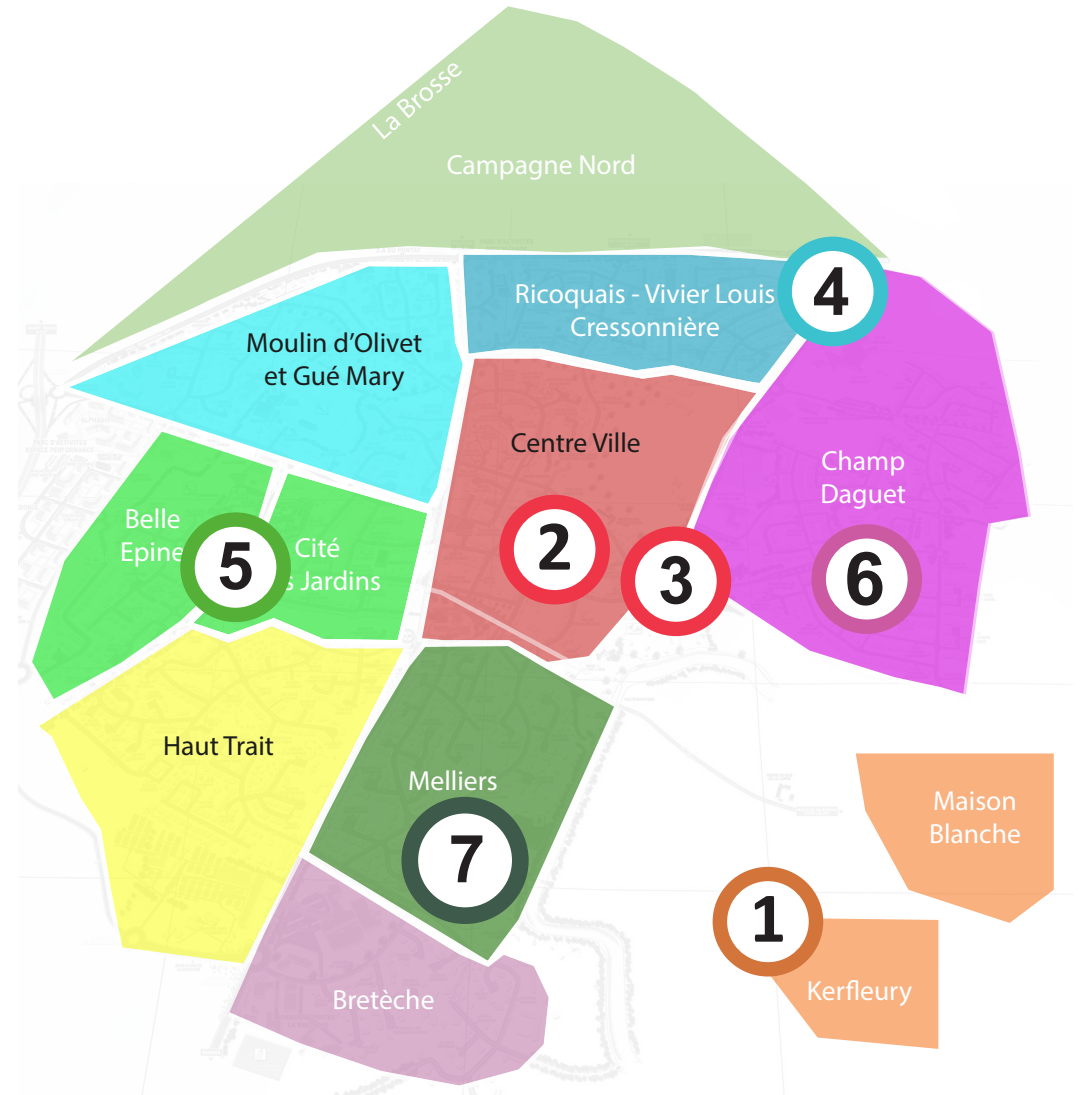 La Brosse
Campagne Nord
4
Ricoquais - Vivier Louis
Cressonnière
Moulin d'Olivet
et Gué Mary
Centre Ville
Champ
Daguet
Belle
Epine
5
Cité
s Jardins
2
3
6
Haut Trait
Melliers
7
Maison
Blanche
1
Kerfleury
Bretèche